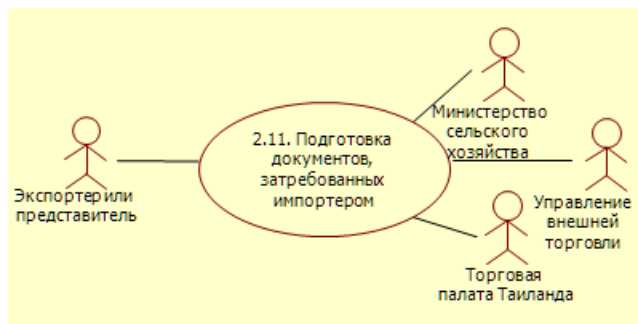 Министерство
сельского
хозяйства
2.11. Подготовка
документов,
затребованных
импортером
Экспортерили
представитель
Управление
внешней
торговли
Торговая
палата Таиланда